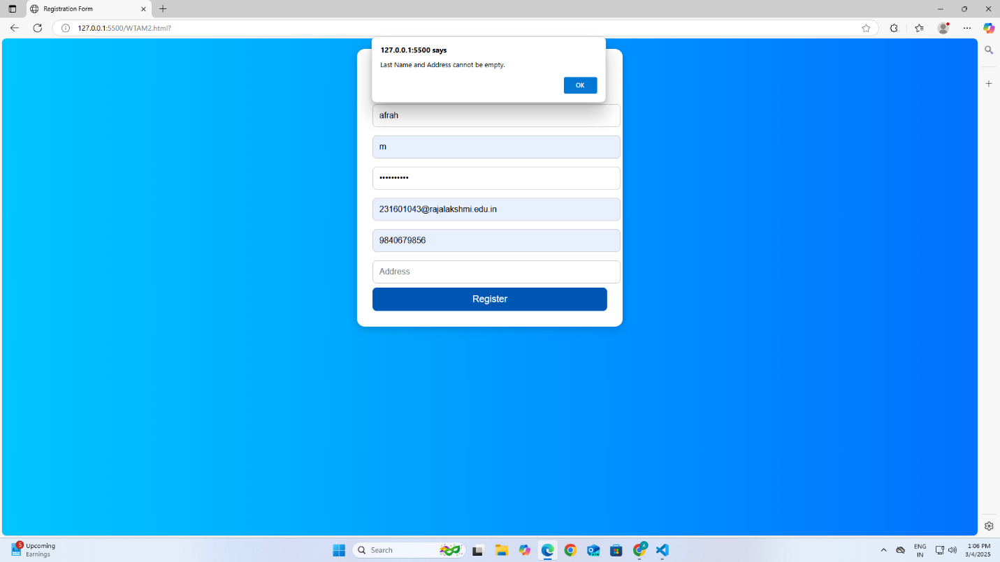 Registration Form
127.0.0.1:5500/WTAM2.html?
127.0.0.1:5500 says
Last Name and Address cannot be empty.
OK
afrah
m
••••••••••
231601043@rajalakshmi.edu.in
9840679856
Address
Register
5
Upcoming
Earnings
Search
NEW
A
ENG
IN
1:06 PM
3/4/2025